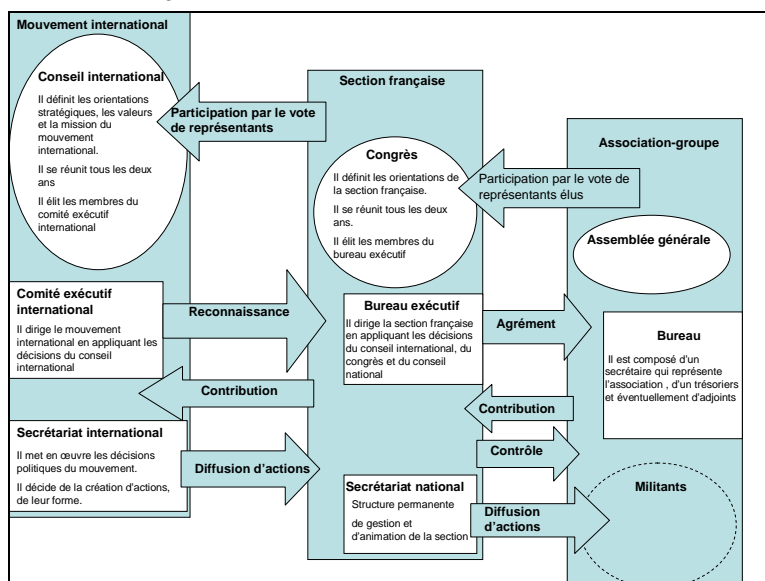 Mouvement international
Conseil international
Il définit les orientations
stratégiques, les valeurs
et la mission du
mouvement
international.
Il se réunit tous les deux
ans
Il élit les membres du
comité exécutif
international
Comité exécutif
international
Il dirige le mouvement
international en appliquant les
décisions du conseil
international
Secrétariat international
Il met en œuvre les décisions
politiques du mouvement.
Il décide de la création d'actions,
de leur forme.
Participation par le vote
de représentants
Reconnaissance
Contribution
Diffusion d'actions
Section française
Congrès
Il définit les orientations de
la section française.
Il se réunit tous les deux
ans.
Il élit les membres du
bureau exécutif
Bureau exécutif
Il dirige la section française
en appliquant les décisions
du conseil international, du
congrès et du conseil
national
Secrétariat national
Structure permanente
de gestion et
d'animation de la section
Participation par le vote de
représentants élus
Agrément
Contribution
Contrôle
Diffusion
d'actions
Association-groupe
Assemblée générale
Bureau
Il est composé d'un
secrétaire qui représente
l'association , d'un trésoriers
et éventuellement d'adjoints
Militants